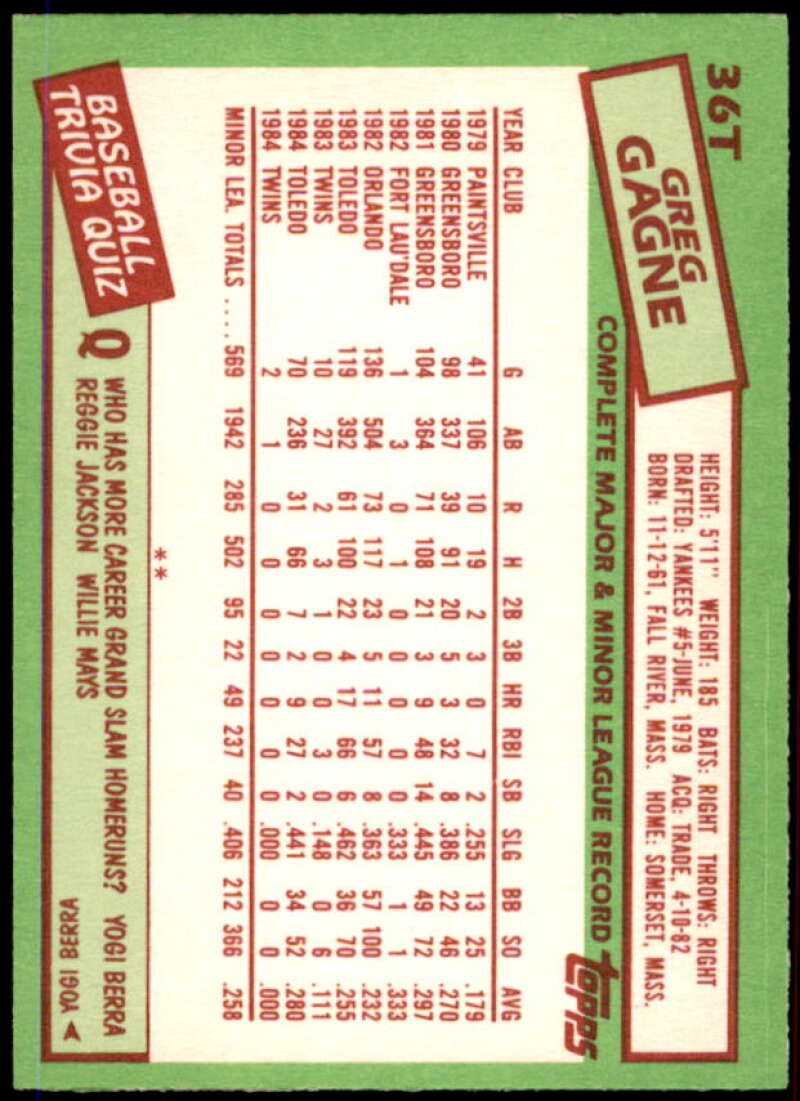 36T
GREG
GAGNE
HEIGHT: 5'11" WEIGHT: 185 BATS: RIGHT THROWS: RIGHT
DRAFTED: YANKEES #5-JUNE, 1979 ACQ: TRADE, 4-10-82
BORN: 11-12-61, FALL RIVER, MASS. HOME: SOMERSET, MASS.
COMPLETE MAJOR & MINOR LEAGUE RECORD
topps
YEAR CLUB G AB R H 2B 3B HR RBI SB SLG BB SO AVG
1979 PAINTSVILLE 41 106 10 19 2 3 0 7 2 .255 13 25 .179
1980 GREENSBORO 98 337 39 91 20 5 3 32 8 .386 22 46 .270
1981 GREENSBORO 104 364 71 108 21 3 9 48 14 .445 49 72 .297
1982 FORT LAU'DALE 1 3 0 1 0 0 0 0 0 .333 1 1 .333
1982 ORLANDO 136 504 73 117 23 5 11 57 8 .363 57 100 .232
1983 TOLEDO 119 392 61 100 22 4 17 66 6 .462 36 70 .255
1983 TWINS 10 27 2 3 1 0 0 3 0 .148 0 6 .111
1984 TOLEDO 70 236 31 66 7 2 9 27 2 .441 34 52 .280
1984 TWINS 2 1 0 0 0 0 0 0 0 .000 0 0 .000
MINOR LEA. TOTALS .... 569 1942 285 502 95 22 49 237 40 .406 212 366 .258
**
BASEBALL
TRIVIA QUIZ
Q WHO HAS MORE CAREER GRAND SLAM HOMERUNS? YOGI BERRA
REGGIE JACKSON WILLIE MAYS
YOGI BERRA